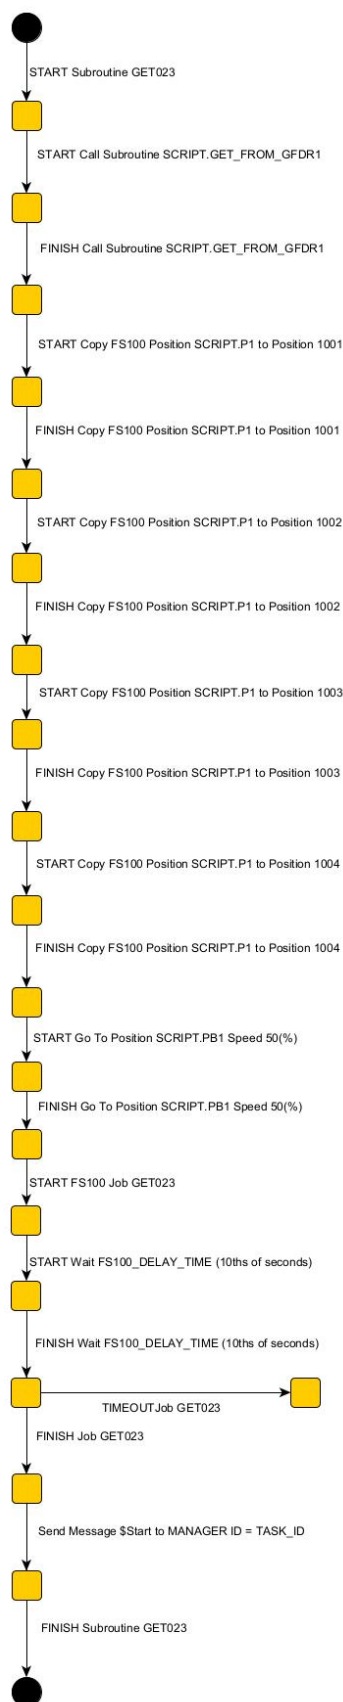 START Subroutine GET023
START Call Subroutine SCRIPT.GET_FROM_GFDR1
FINISH Call Subroutine SCRIPT.GET_FROM_GFDR1
START Copy FS100 Position SCRIPT.P1 to Position 1001
FINISH Copy FS100 Position SCRIPT.P1 to Position 1001
START Copy FS100 Position SCRIPT.P1 to Position 1002
FINISH Copy FS100 Position SCRIPT.P1 to Position 1002
START Copy FS100 Position SCRIPT.P1 to Position 1003
FINISH Copy FS100 Position SCRIPT.P1 to Position 1003
START Copy FS100 Position SCRIPT.P1 to Position 1004
FINISH Copy FS100 Position SCRIPT.P1 to Position 1004
START Go To Position SCRIPT.PB1 Speed 50(%)
FINISH Go To Position SCRIPT.PB1 Speed 50(%)
START FS100 Job GET023
START Wait FS100_DELAY_TIME (10ths of seconds)
FINISH Wait FS100_DELAY_TIME (10ths of seconds)
TIMEOUTJob GET023
FINISH Job GET023
Send Message $Start to MANAGER ID = TASK_ID
FINISH Subroutine GET023